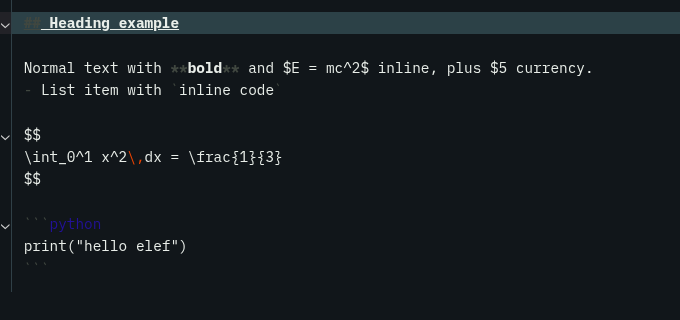 ## Heading example
Normal text with **bold** and $E = mc^2$ inline, plus $5 currency.
- List item with `inline code`
$$
\int_0^1 x^2\,dx = \frac{1}{3}
$$
```python
print("hello elef")
```